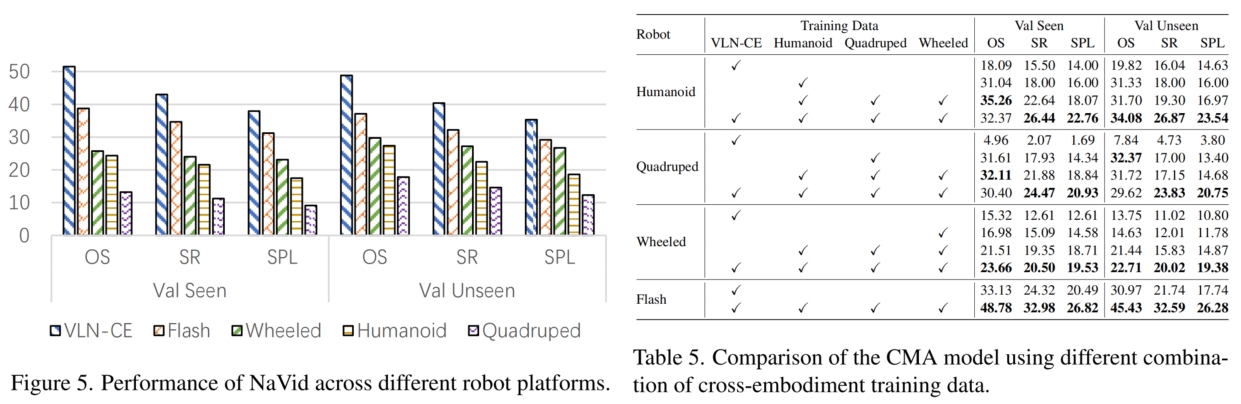 50
40
30
20
10
0
OS SR SPL OS SR SPL
Val Seen Val Unseen
VLN-CE Flash Wheeled Humanoid Quadruped
Figure 5. Performance of NaVid across different robot platforms.
Robot Training Data Val Seen Val Unseen
VLN-CE Humanoid Quadruped Wheeled OS SR SPL OS SR SPL
Humanoid
✓ 18.09 15.50 14.00 19.82 16.04 14.63
✓ 31.04 18.00 16.00 31.33 18.00 16.00
✓ ✓ ✓ 35.26 22.64 18.07 31.70 19.30 16.97
✓ ✓ ✓ ✓ 32.37 26.44 22.76 34.08 26.87 23.54
Quadruped
✓ 4.96 2.07 1.69 7.84 4.73 3.80
✓ 31.61 17.93 14.34 32.37 17.00 13.40
✓ ✓ ✓ 32.11 21.88 18.84 31.72 17.15 14.68
✓ ✓ ✓ ✓ 30.40 24.47 20.93 29.62 23.83 20.75
Wheeled
✓ 15.32 12.61 12.61 13.75 11.02 10.80
✓ 16.98 15.09 14.58 14.63 12.01 11.78
✓ ✓ ✓ 21.51 19.35 18.71 21.44 15.83 14.87
✓ ✓ ✓ ✓ 23.66 20.50 19.53 22.71 20.02 19.38
Flash
✓ 33.13 24.32 20.49 30.97 21.74 17.74
✓ ✓ ✓ ✓ 48.78 32.98 26.82 45.43 32.59 26.28
Table 5. Comparison of the CMA model using different combina-
tion of cross-embodiment training data.